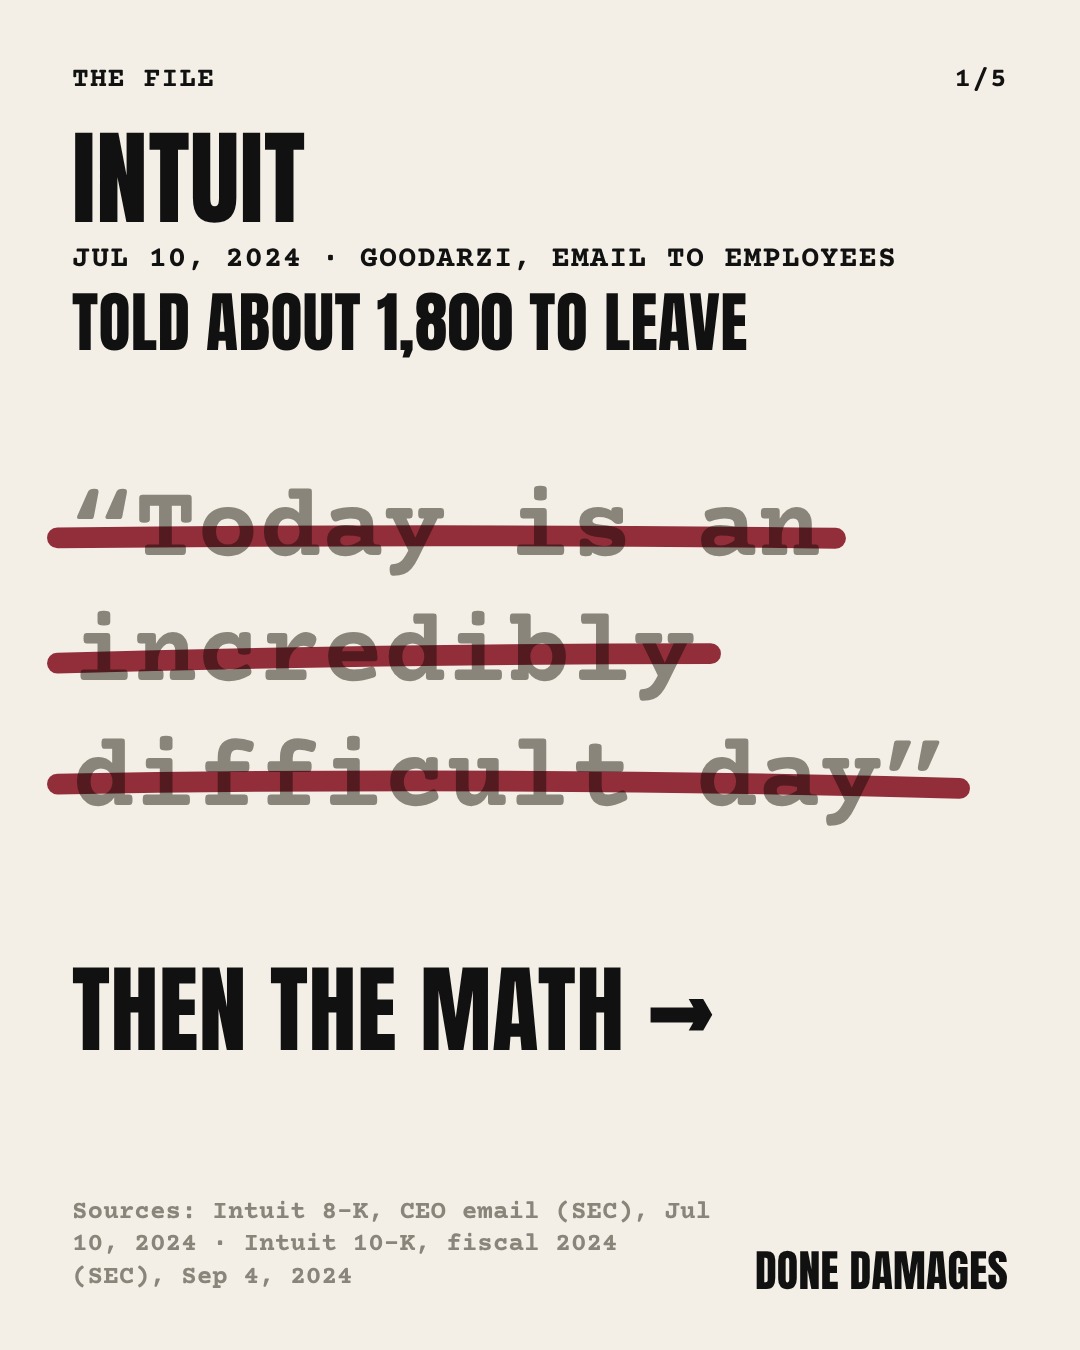 THE FILE
1/5
INTUIT
JUL 10, 2024 · GOODARZI, EMAIL TO EMPLOYEES
TOLD ABOUT 1,800 TO LEAVE
“Today is an
incredibly
difficult day”
THEN THE MATH →
Sources: Intuit 8-K, CEO email (SEC), Jul
10, 2024 · Intuit 10-K, fiscal 2024
(SEC), Sep 4, 2024
DONE DAMAGES